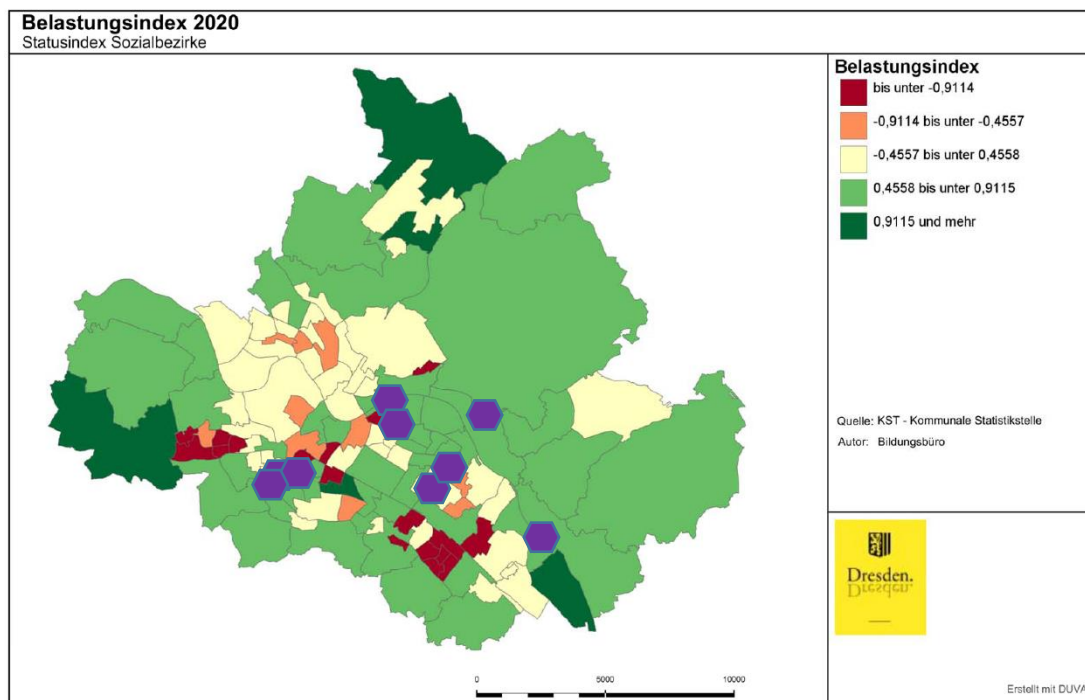 Belastungsindex 2020
Statusindex Sozialbezirke
Belastungsindex
bis unter -0,9114
-0,9114 bis unter -0,4557
-0,4557 bis unter 0,4558
0,4558 bis unter 0,9115
0,9115 und mehr
Quelle: KST - Kommunale Statistikstelle
Autor: Bildungsbüro
Dresden.
Dresden.
0 5000 10000
Erstellt mit DUVA